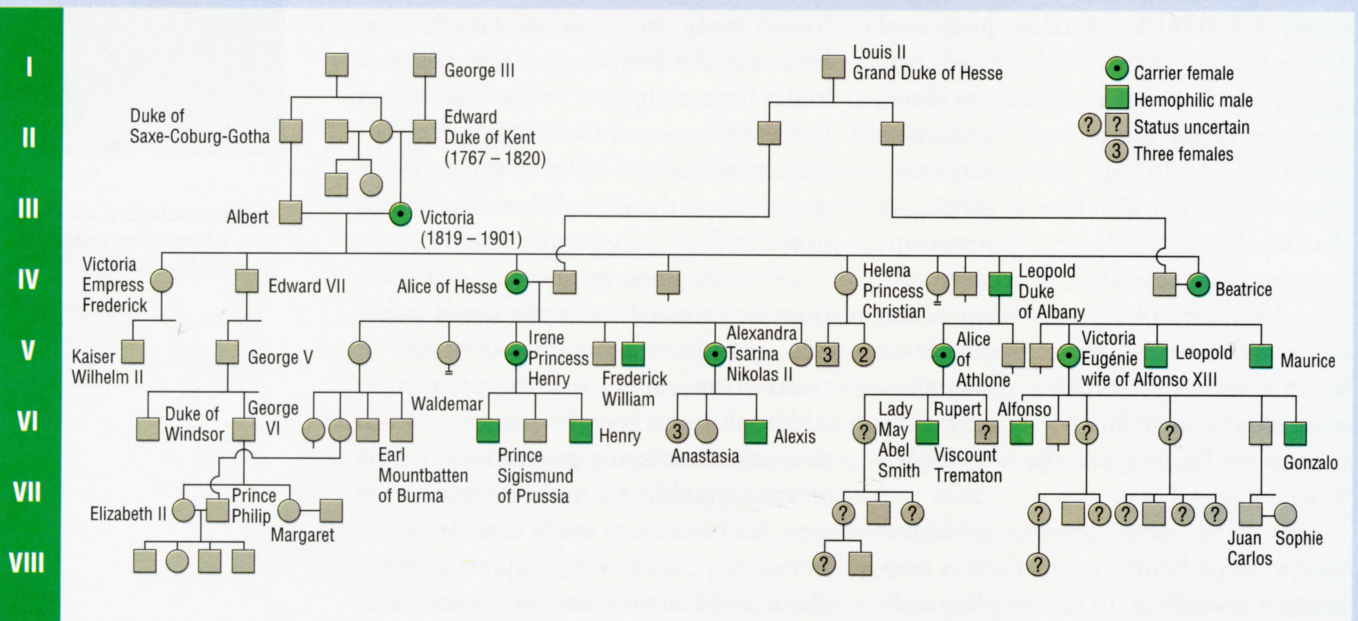 I
George III
Louis II
Grand Duke of Hesse
Carrier female
Hemophilic male
? ? Status uncertain
3 Three females
II
Duke of
Saxe-Coburg-Gotha
Edward
Duke of Kent
(1767 – 1820)
III
Albert
Victoria
(1819 – 1901)
IV
Victoria
Empress
Frederick
Edward VII
Alice of Hesse
Helena
Princess
Christian
Leopold
Duke
of Albany
Beatrice
V
Kaiser
Wilhelm II
George V
Irene
Princess
Henry
Frederick
William
Alexandra
Tsarina
Nikolas II
3
2
Alice
of
Athlone
Victoria
Eugénie
wife of Alfonso XIII
Leopold
Maurice
VI
Duke of
Windsor
George
VI
Earl
Mountbatten
of Burma
Waldemar
Prince
Sigismund
of Prussia
Henry
3
Anastasia
Alexis
?
Lady
May
Abel
Smith
Rupert
Viscount
Trematon
?
Alfonso
?
?
Gonzalo
VII
Elizabeth II
Prince
Philip
Margaret
? ?
? ? ? ? ?
Juan
Carlos
Sophie
VIII
?
?